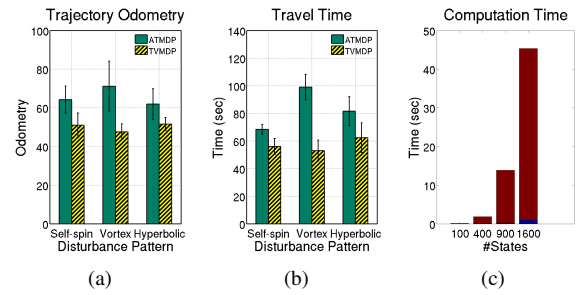 Trajectory Odometry
100
80
60
40
20
0
Odometry
ATMDP
TVMDP
Self-spin Vortex Hyperbolic
Disturbance Pattern
(a)
Travel Time
140
120
100
80
60
40
20
0
Time (sec)
ATMDP
TVMDP
Self-spin Vortex Hyperbolic
Disturbance Pattern
(b)
Computation Time
50
40
30
20
10
0
Time (sec)
100 400 900 1600
#States
(c)